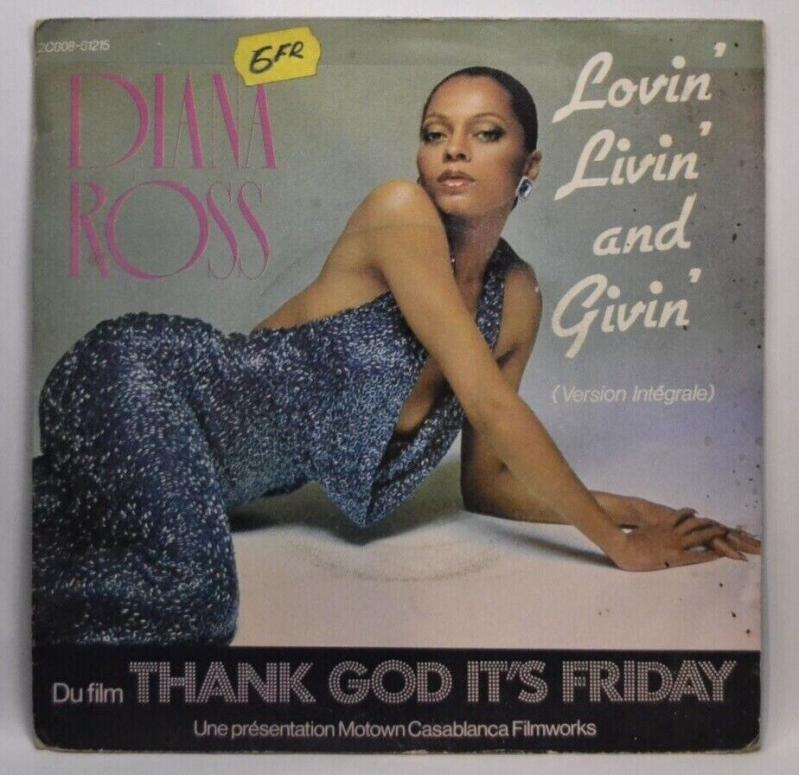 2C008-61215
6FR
DIANA
ROSS
Lovin'
Livin'
and
Givin'
(Version Intégrale)
Du film THANK GOD IT'S FRIDAY
Une présentation Motown Casablanca Filmworks